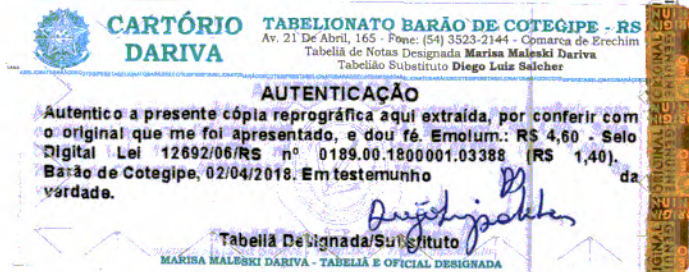 CARTÓRIO DARIVA
TABELIONATO BARÃO DE COTEGIPE - RS
Av. 21 De Abril, 165 - Fone: (54) 3523-2144 - Comarca de Erechim
Tabeliã de Notas Designada Marisa Maleski Dariva
Tabelião Substituto Diego Luiz Salcher
AUTENTICAÇÃO
Autentico a presente cópia reprográfica aqui extraída, por conferir com
o original que me foi apresentado, e dou fé. Emolum.: R$ 4,60 - Selo
Digital Lei 12692/06/RS nº 0189.00.1800001.03388 (R$ 1,40).
Barão de Cotegipe, 02/04/2018. Em testemunho da
verdade.
Tabeliã Designada/Substituto
MARISA MALESKI DARIVA - TABELIÃ E OFICIAL DESIGNADA